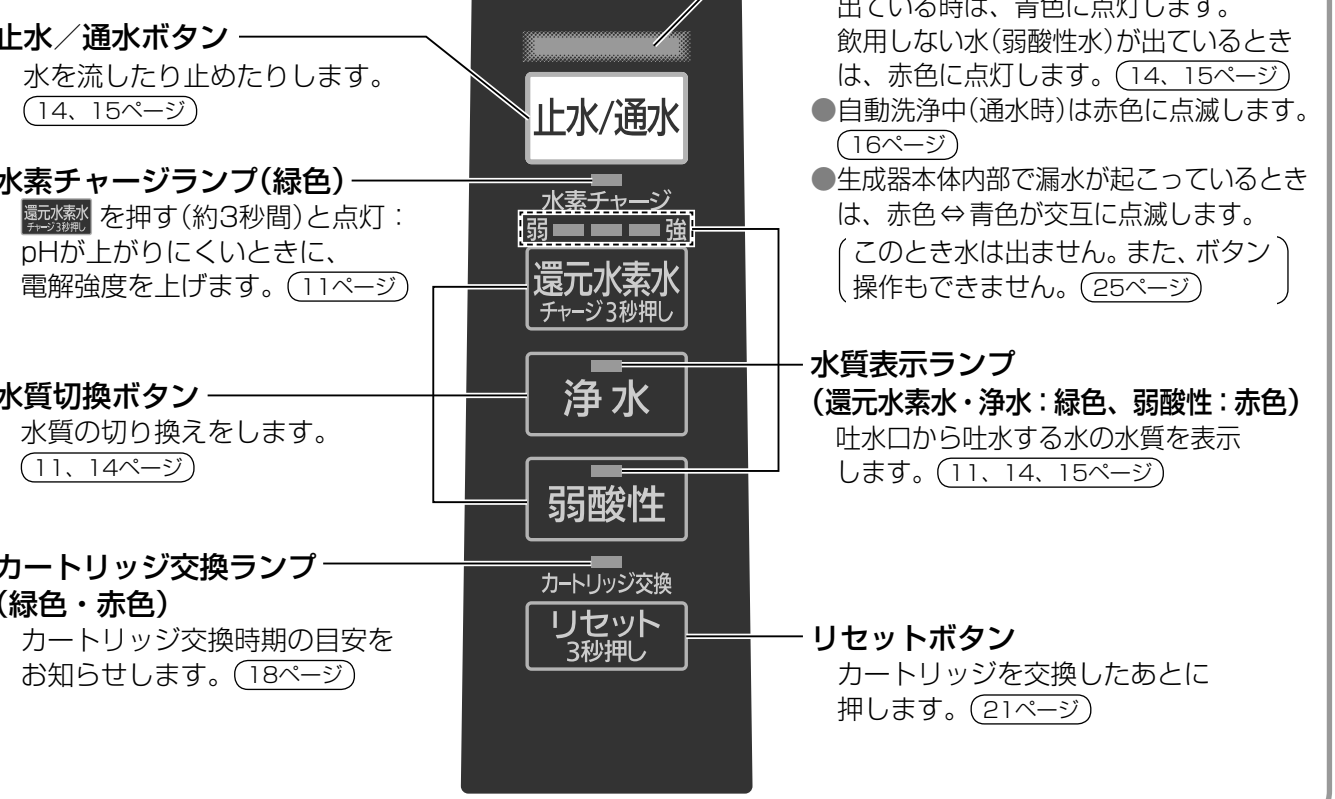 止水／通水ボタン
水を流したり止めたりします。
14、15ページ
水素チャージランプ(緑色)
還元水素水 チャージ3秒押し を押す(約3秒間)と点灯：
pHが上がりにくいときに、
電解強度を上げます。 11ページ
水質切換ボタン
水質の切り換えをします。
11、14ページ
カートリッジ交換ランプ
(緑色・赤色)
カートリッジ交換時期の目安を
お知らせします。 18ページ
止水/通水
水素チャージ
弱 強
還元水素水
チャージ3秒押し
浄水
弱酸性
カートリッジ交換
リセット
3秒押し
出ている時は、青色に点灯します。
飲用しない水(弱酸性水)が出ているとき
は、赤色に点灯します。 14、15ページ
●自動洗浄中(通水時)は赤色に点滅します。
16ページ
●生成器本体内部で漏水が起こっているとき
は、赤色⇔青色が交互に点滅します。
(このとき水は出ません。また、ボタン
操作もできません。 25ページ)
水質表示ランプ
(還元水素水・浄水：緑色、弱酸性：赤色)
吐水口から吐水する水の水質を表示
します。 11、14、15ページ
リセットボタン
カートリッジを交換したあとに
押します。 21ページ